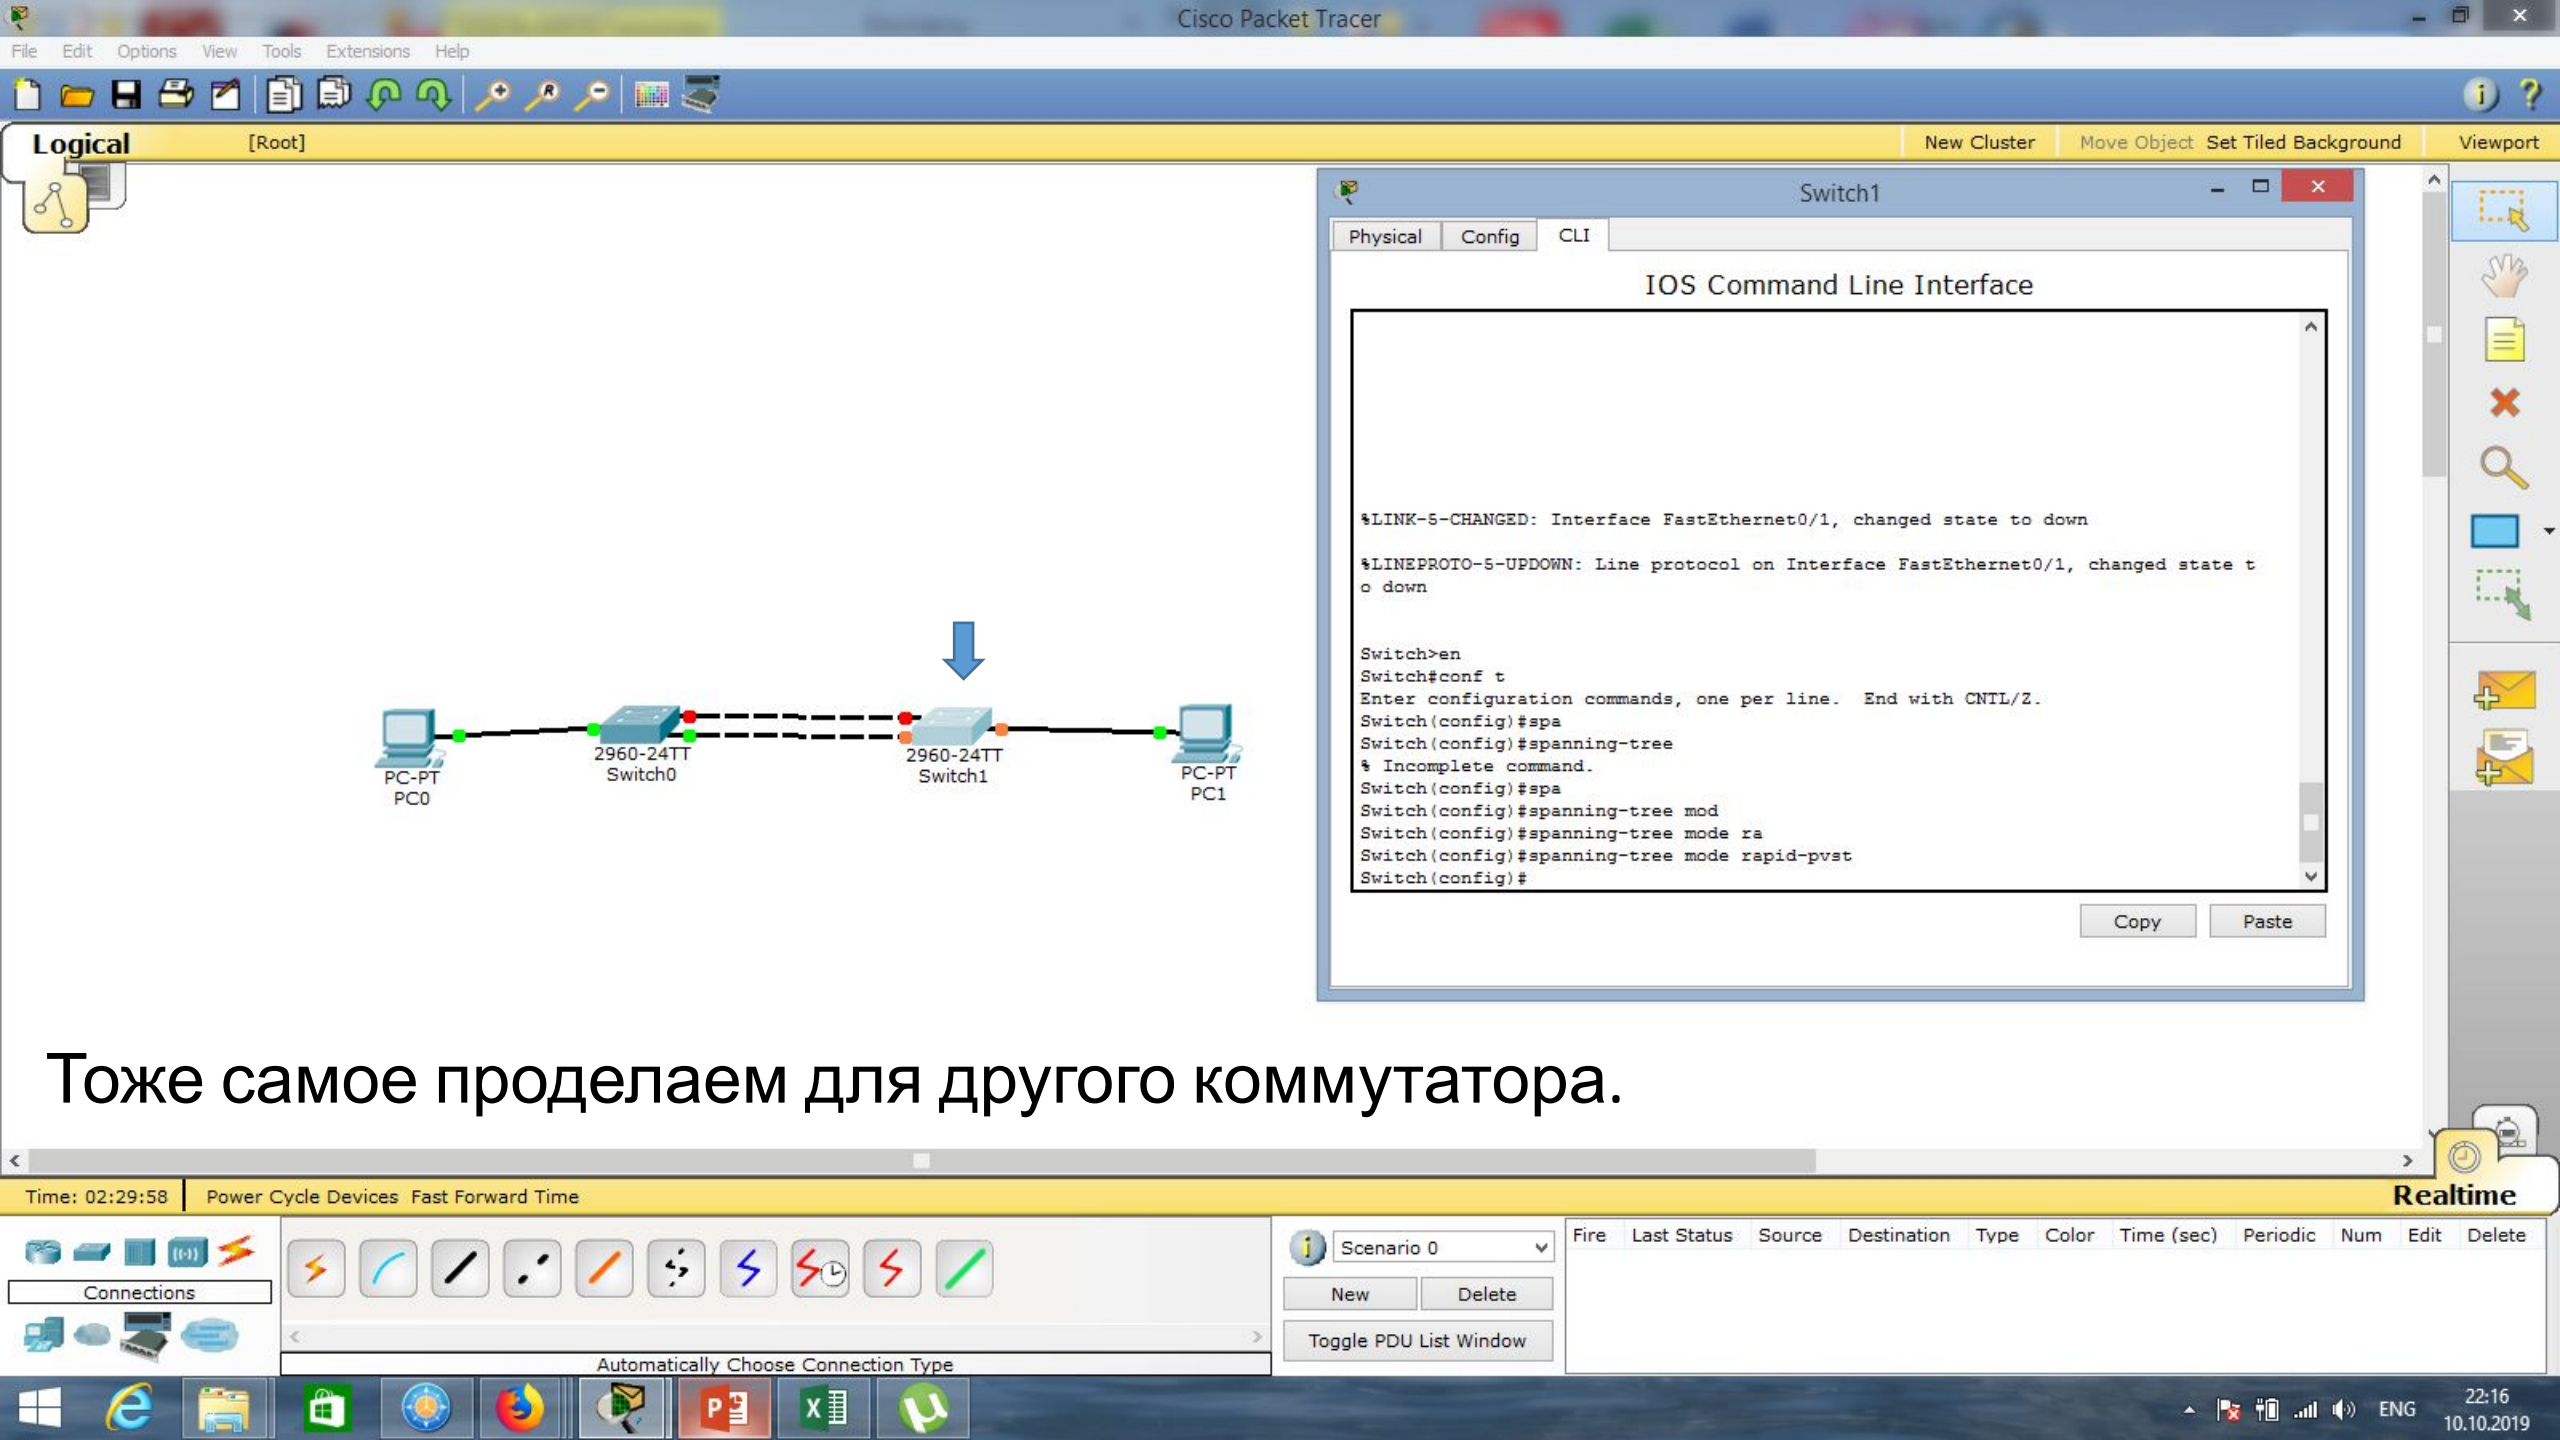 Cisco Packet Tracer
File Edit Options View Tools Extensions Help
Logical [Root] New Cluster Move Object Set Tiled Background Viewport
Switch1
Physical Config CLI
IOS Command Line Interface
%LINK-5-CHANGED: Interface FastEthernet0/1, changed state to down
%LINEPROTO-5-UPDOWN: Line protocol on Interface FastEthernet0/1, changed state t
o down
Switch>en
Switch#conf t
Enter configuration commands, one per line. End with CNTL/Z.
Switch(config)#spa
Switch(config)#spanning-tree
% Incomplete command.
Switch(config)#spa
Switch(config)#spanning-tree mod
Switch(config)#spanning-tree mode ra
Switch(config)#spanning-tree mode rapid-pvst
Switch(config)#
Copy Paste
PC-PT
PC0
2960-24TT
Switch0
2960-24TT
Switch1
PC-PT
PC1
Тоже самое проделаем для другого коммутатора.
Time: 02:29:58 Power Cycle Devices Fast Forward Time Realtime
Connections
Automatically Choose Connection Type
Scenario 0
New Delete
Toggle PDU List Window
Fire Last Status Source Destination Type Color Time (sec) Periodic Num Edit Delete
ENG
22:16
10.10.2019